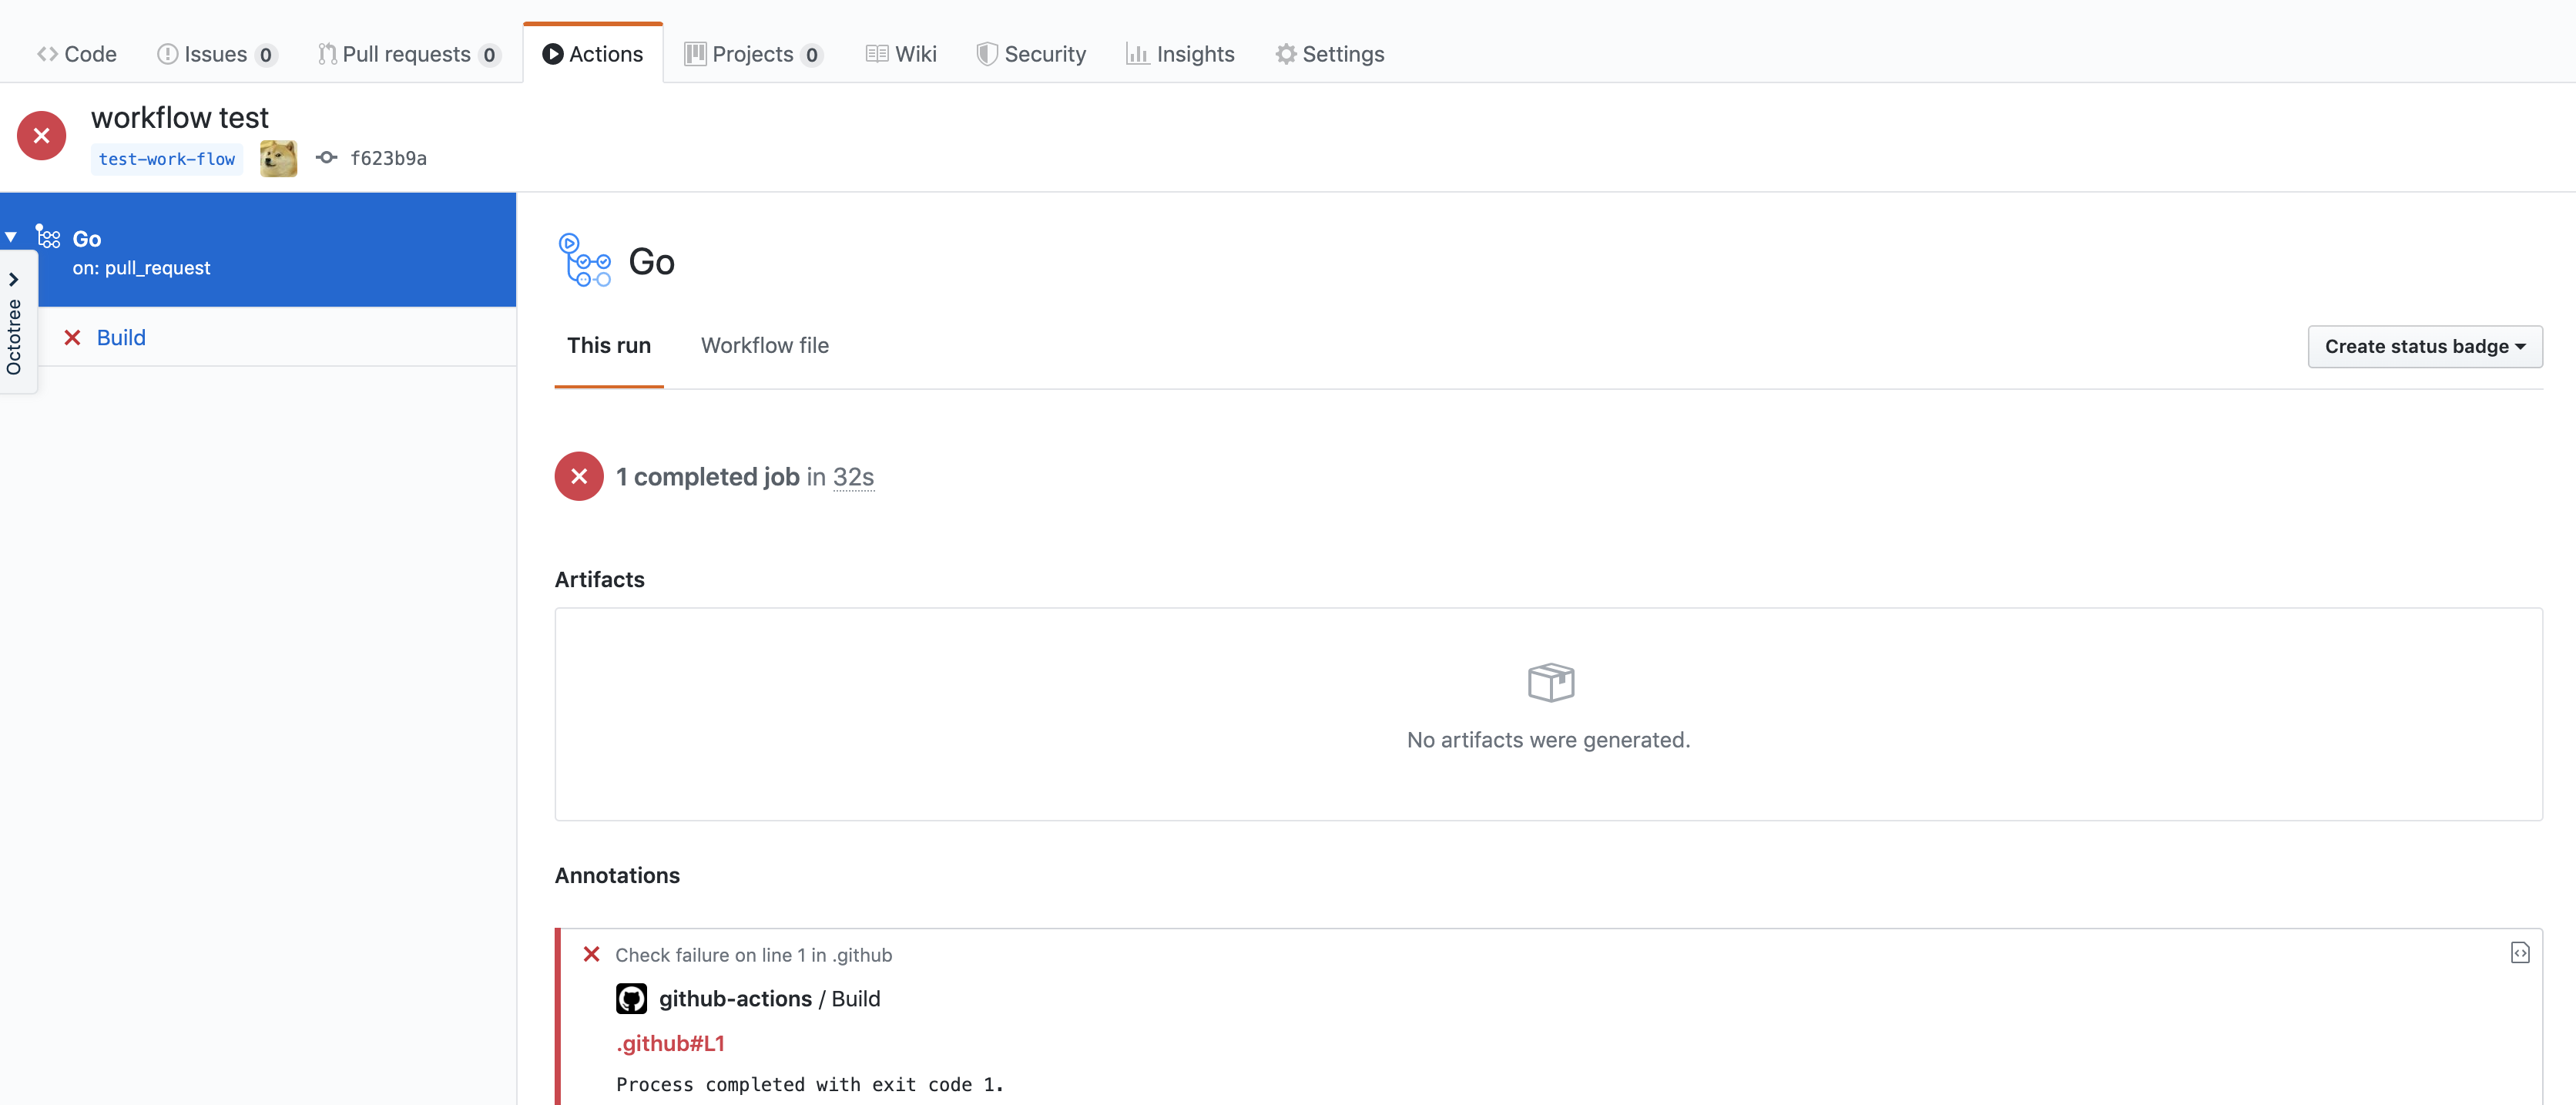 Code Issues 0 Pull requests 0 Actions Projects 0 Wiki Security Insights Settings
workflow test
test-work-flow f623b9a
Go
on: pull_request
Octotree
Build
Go
This run Workflow file Create status badge
1 completed job in 32s
Artifacts
No artifacts were generated.
Annotations
Check failure on line 1 in .github
github-actions / Build
.github#L1
Process completed with exit code 1.